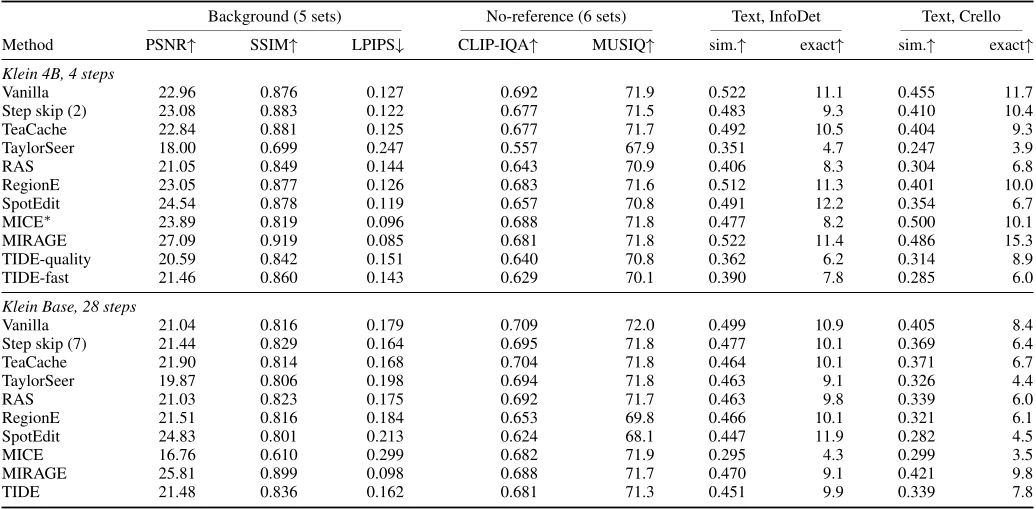 Background (5 sets) No-reference (6 sets) Text, InfoDet Text, Crello
Method PSNR↑ SSIM↑ LPIPS↓ CLIP-IQA↑ MUSIQ↑ sim.↑ exact↑ sim.↑ exact↑
Klein 4B, 4 steps
Vanilla 22.96 0.876 0.127 0.692 71.9 0.522 11.1 0.455 11.7
Step skip (2) 23.08 0.883 0.122 0.677 71.5 0.483 9.3 0.410 10.4
TeaCache 22.84 0.881 0.125 0.677 71.7 0.492 10.5 0.404 9.3
TaylorSeer 18.00 0.699 0.247 0.557 67.9 0.351 4.7 0.247 3.9
RAS 21.05 0.849 0.144 0.643 70.9 0.406 8.3 0.304 6.8
RegionE 23.05 0.877 0.126 0.683 71.6 0.512 11.3 0.401 10.0
SpotEdit 24.54 0.878 0.119 0.657 70.8 0.491 12.2 0.354 6.7
MICE* 23.89 0.819 0.096 0.688 71.8 0.477 8.2 0.500 10.1
MIRAGE 27.09 0.919 0.085 0.681 71.8 0.522 11.4 0.486 15.3
TIDE-quality 20.59 0.842 0.151 0.640 70.8 0.362 6.2 0.314 8.9
TIDE-fast 21.46 0.860 0.143 0.629 70.1 0.390 7.8 0.285 6.0
Klein Base, 28 steps
Vanilla 21.04 0.816 0.179 0.709 72.0 0.499 10.9 0.405 8.4
Step skip (7) 21.44 0.829 0.164 0.695 71.8 0.477 10.1 0.369 6.4
TeaCache 21.90 0.814 0.168 0.704 71.8 0.464 10.1 0.371 6.7
TaylorSeer 19.87 0.806 0.198 0.694 71.8 0.463 9.1 0.326 4.4
RAS 21.03 0.823 0.175 0.692 71.7 0.463 9.8 0.339 6.0
RegionE 21.51 0.816 0.184 0.653 69.8 0.466 10.1 0.321 6.1
SpotEdit 24.83 0.801 0.213 0.624 68.1 0.447 11.9 0.282 4.5
MICE 16.76 0.610 0.299 0.682 71.9 0.295 4.3 0.299 3.5
MIRAGE 25.81 0.899 0.098 0.688 71.7 0.470 9.1 0.421 9.8
TIDE 21.48 0.836 0.162 0.681 71.3 0.451 9.9 0.339 7.8